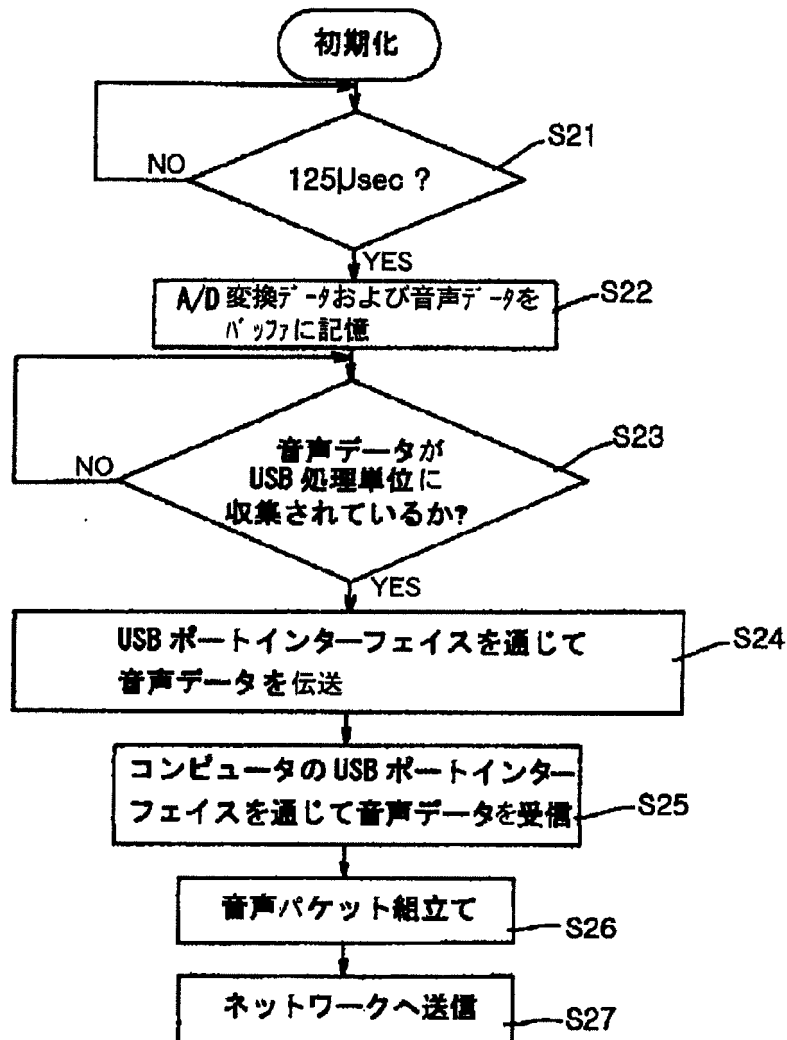 初期化
S21
NO
125μsec ?
YES
S22
A/D 変換データおよび音声データを
バッファに記憶
S23
音声データが
NO
USB 処理単位に
収集されているか?
YES
S24
USB ポートインターフェイスを通じて
音声データを伝送
コンピュータの USB ポートインター
フェイスを通じて音声データを受信
S25
音声パケット組立て
S26
ネットワークへ送信
S27